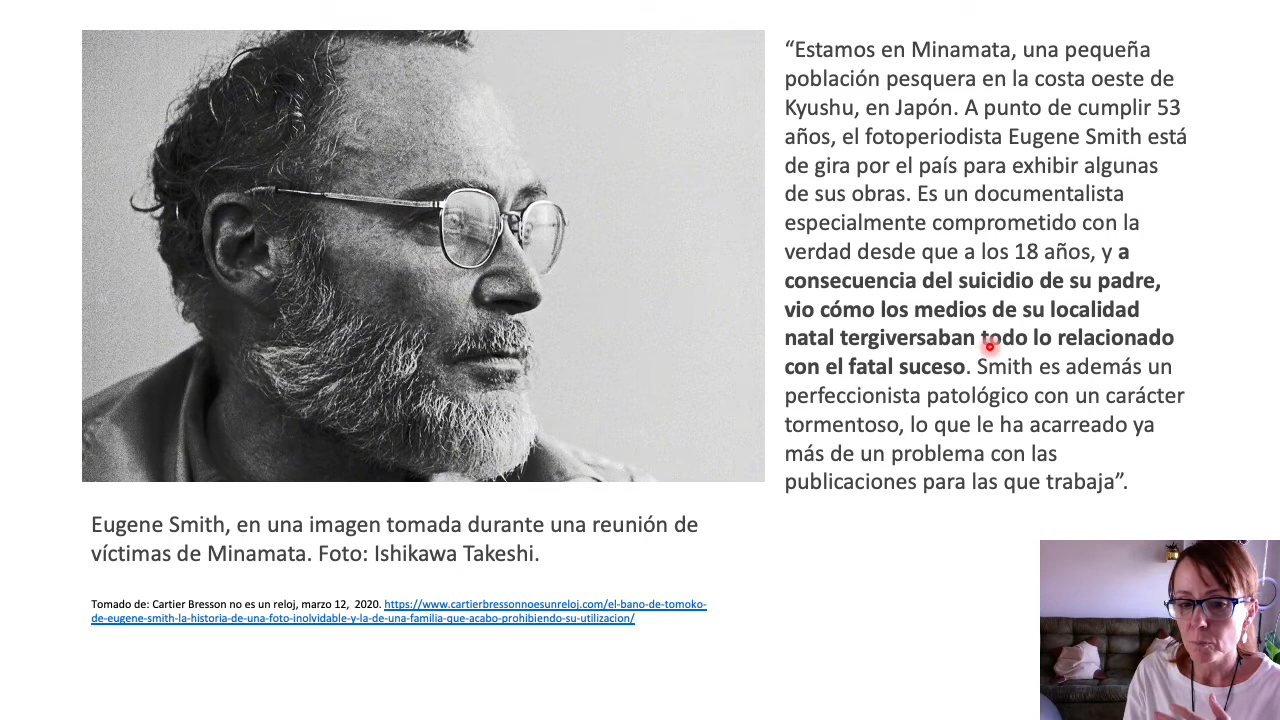 “Estamos en Minamata, una pequeña
población pesquera en la costa oeste de
Kyushu, en Japón. A punto de cumplir 53
años, el fotoperiodista Eugene Smith está
de gira por el país para exhibir algunas
de sus obras. Es un documentalista
especialmente comprometido con la
verdad desde que a los 18 años, y a
consecuencia del suicidio de su padre,
vio cómo los medios de su localidad
natal tergiversaban todo lo relacionado
con el fatal suceso. Smith es además un
perfeccionista patológico con un carácter
tormentoso, lo que le ha acarreado ya
más de un problema con las
publicaciones para las que trabaja”.
Eugene Smith, en una imagen tomada durante una reunión de
víctimas de Minamata. Foto: Ishikawa Takeshi.
Tomado de: Cartier Bresson no es un reloj, marzo 12, 2020. https://www.cartierbressonnoesunreloj.com/el-bano-de-tomoko-
de-eugene-smith-la-historia-de-una-foto-inolvidable-y-la-de-una-familia-que-acabo-prohibiendo-su-utilizacion/